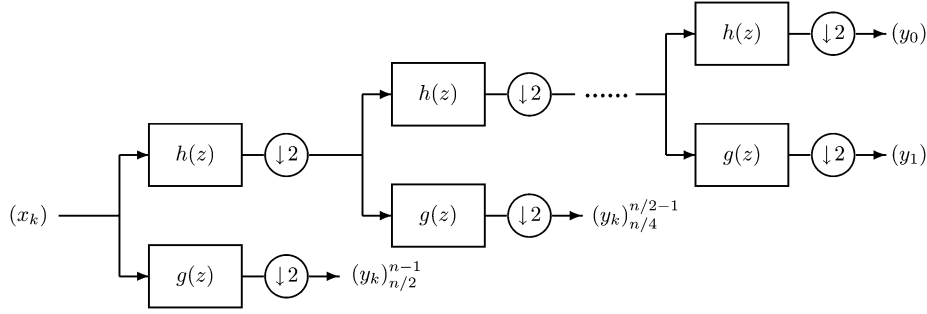 h(z) ↓2 (y_0)
h(z) ↓2 ......
h(z) ↓2 g(z) ↓2 (y_1)
(x_k) g(z) ↓2 (y_k)_{n/4}^{n/2−1}
g(z) ↓2 (y_k)_{n/2}^{n−1}